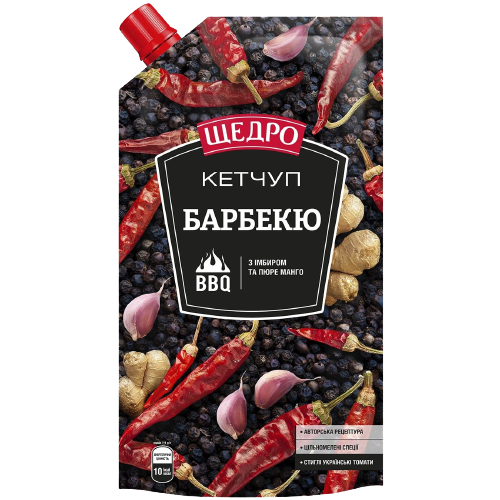 ЩЕДРО
КЕТЧУП
БАРБЕКЮ
BBQ
З ІМБИРОМ
ТА ПЮРЕ МАНГО
• АВТОРСЬКА РЕЦЕПТУРА
• ЦІЛЬНОМЕЛЕНІ СПЕЦІЇ
• СТИГЛІ УКРАЇНСЬКІ ТОМАТИ
10